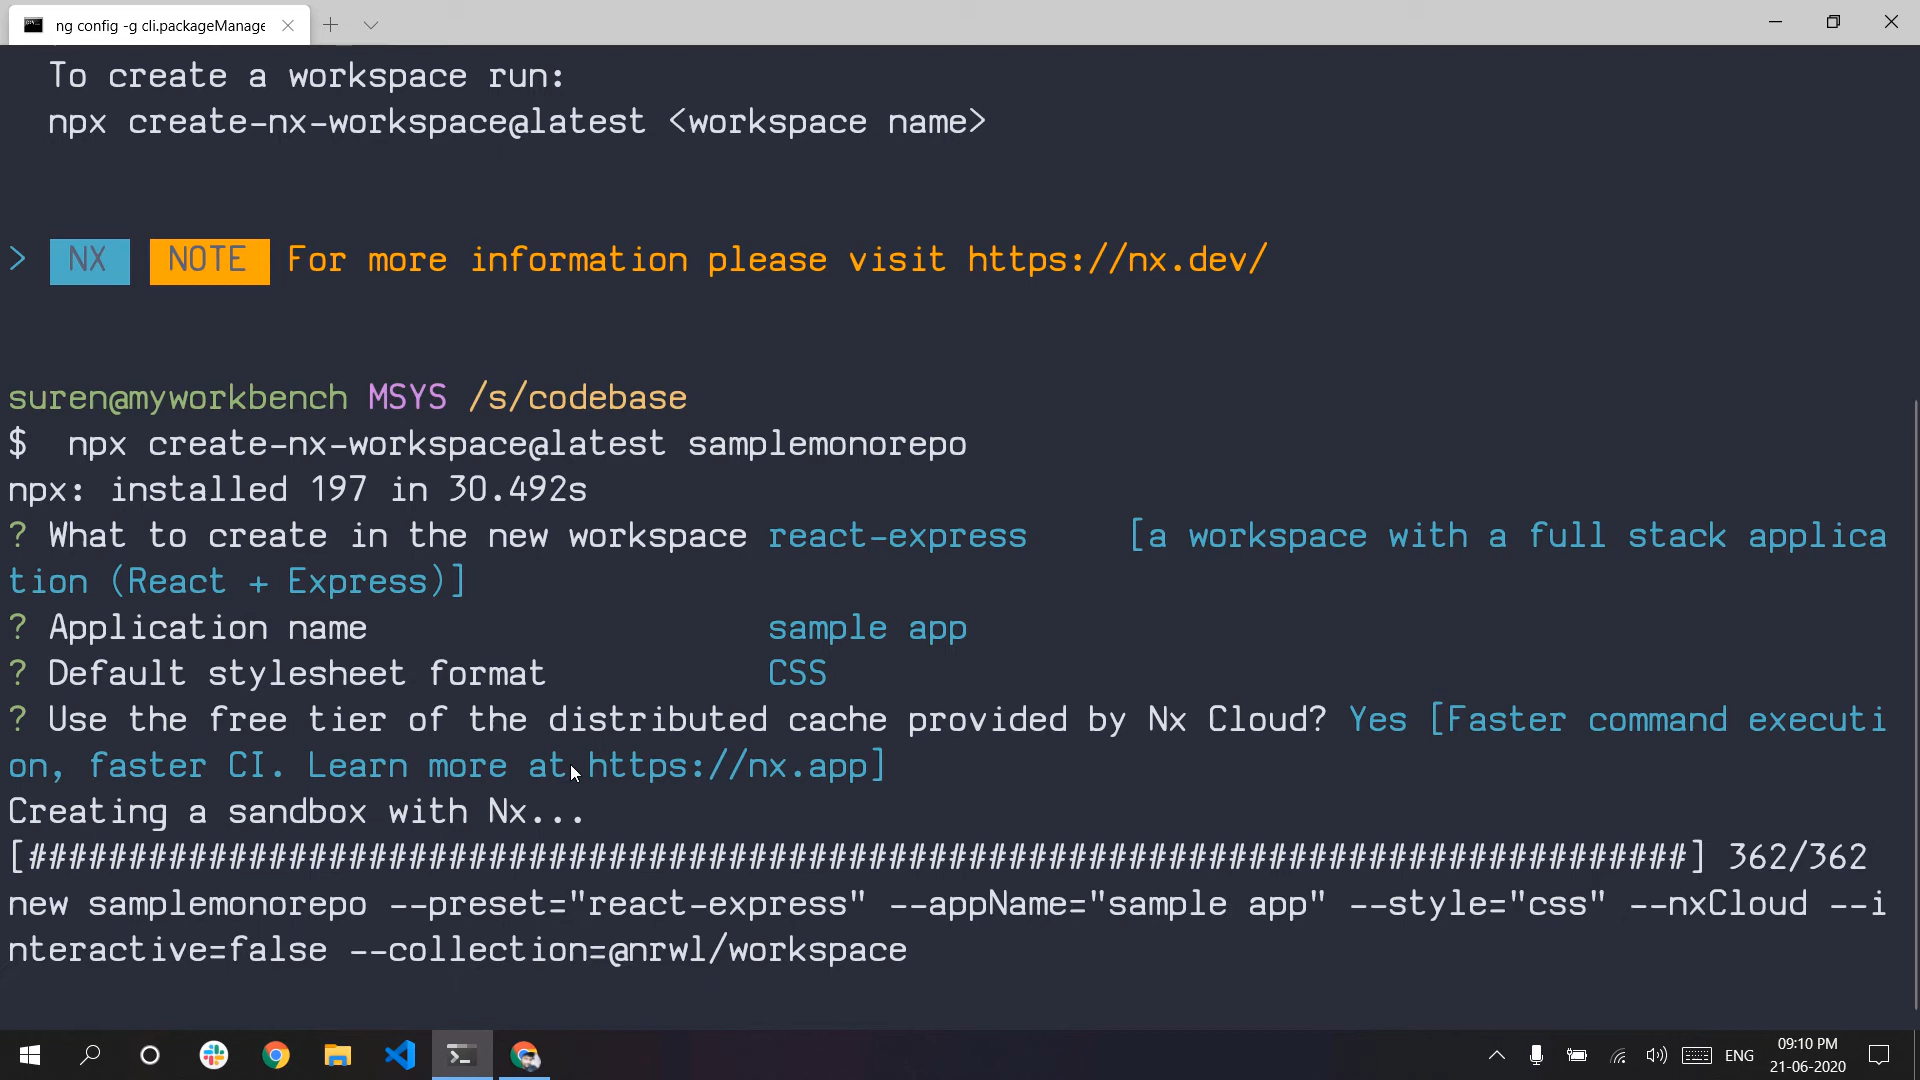 ng config -g cli.packageManage
To create a workspace run:
npx create-nx-workspace@latest <workspace name>
> NX NOTE For more information please visit https://nx.dev/
suren@myworkbench MSYS /s/codebase
$ npx create-nx-workspace@latest samplemonorepo
npx: installed 197 in 30.492s
? What to create in the new workspace react-express [a workspace with a full stack applica
tion (React + Express)]
? Application name sample app
? Default stylesheet format CSS
? Use the free tier of the distributed cache provided by Nx Cloud? Yes [Faster command executi
on, faster CI. Learn more at https://nx.app]
Creating a sandbox with Nx...
[###################################################################################] 362/362
new samplemonorepo --preset="react-express" --appName="sample app" --style="css" --nxCloud --i
nteractive=false --collection=@nrwl/workspace
ENG
09:10 PM
21-06-2020